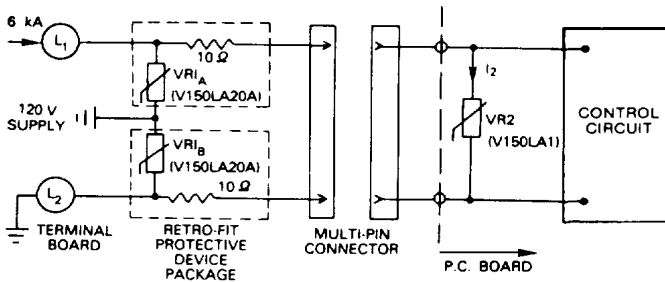 6 kA
L1
10 Ω
VR1A
(V150LA20A)
120 V
SUPPLY
VR1B
(V150LA20A)
10 Ω
L2
TERMINAL
BOARD
RETRO-FIT
PROTECTIVE
DEVICE
PACKAGE
MULTI-PIN
CONNECTOR
I2
VR2
(V150LA1)
P.C. BOARD
CONTROL
CIRCUIT